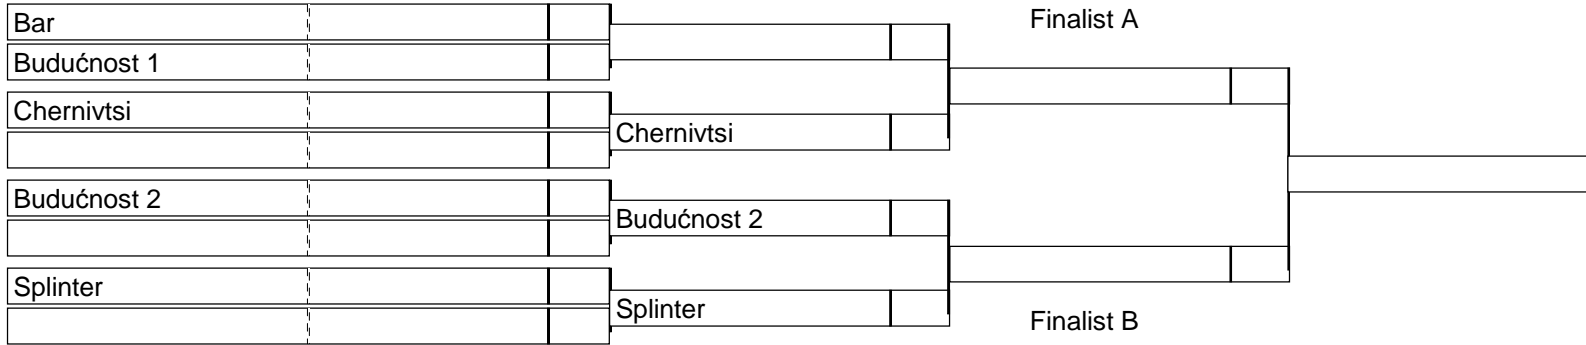 Bar
Budućnost 1
Chernivtsi
Budućnost 2
Splinter
Chernivtsi
Budućnost 2
Splinter
Finalist A
Finalist B